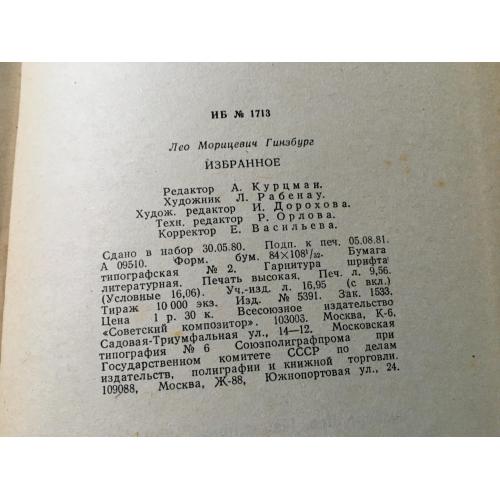 ИБ № 1713
Лео Морицевич Гинзбург
ИЗБРАННОЕ
Редактор А. Курцман.
Художник Л. Рабенау.
Худож. редактор И. Дорохова.
Техн. редактор Р. Орлова.
Корректор Е. Васильева.
Сдано в набор 30.05.80. Подп. к печ. 05.08.81.
А 09510. Форм. бум. 84×108¹/₃₂. Бумага
типографская № 2. Гарнитура шрифта
литературная. Печать высокая. Печ. л. 9,56.
(Условные 16,06). Уч.-изд. л. 16,95 (с вкл.)
Тираж 10 000 экз. Изд. № 5391. Зак. 1533.
Цена 1 р. 30 к. Всесоюзное издательство
«Советский композитор». 103003. Москва, К-6,
Садовая-Триумфальная ул., 14—12. Московская
типография № 6 Союзполиграфпрома при
Государственном комитете СССР по делам
издательств, полиграфии и книжной торговли.
109088, Москва, Ж-88, Южнопортовая ул., 24.